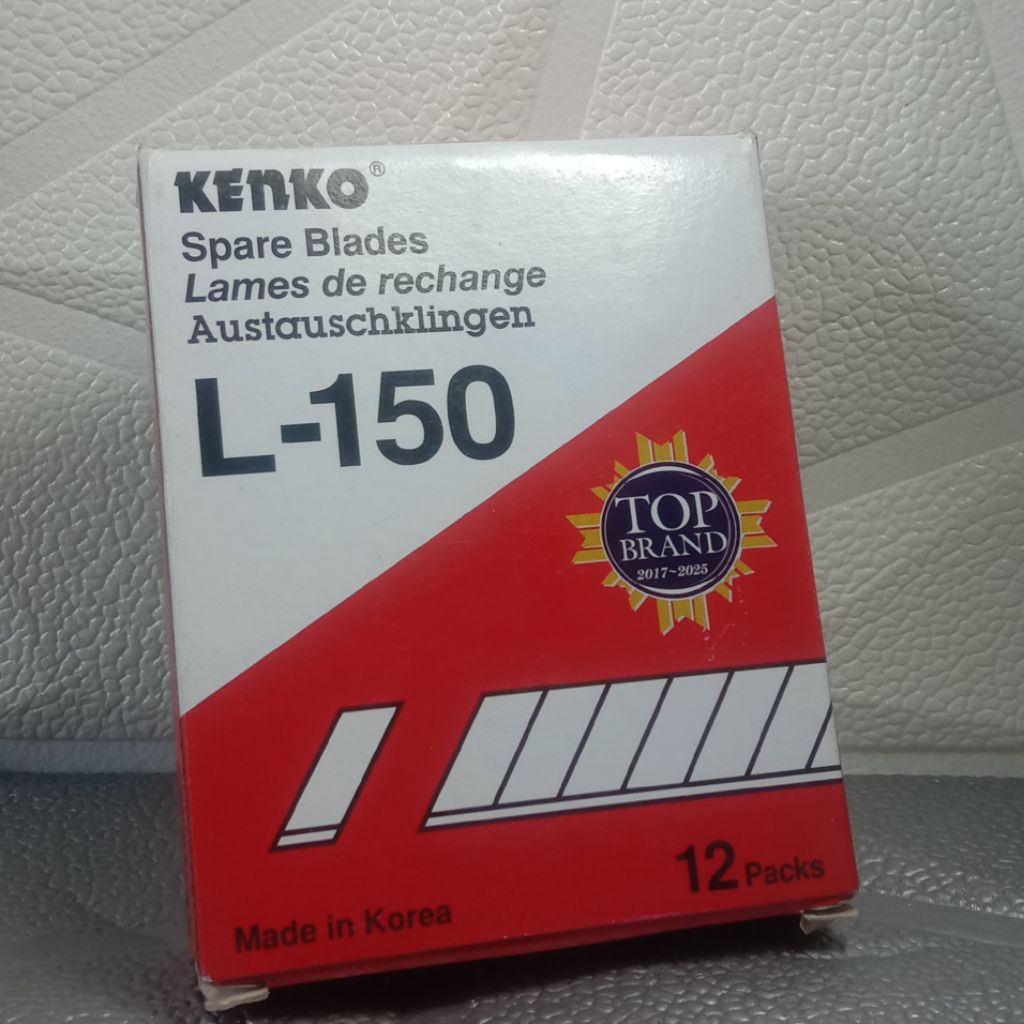 KENKO®
Spare Blades
Lames de rechange
Austauschklingen
L-150
TOP
BRAND
2017~2025
12 Packs
Made in Korea